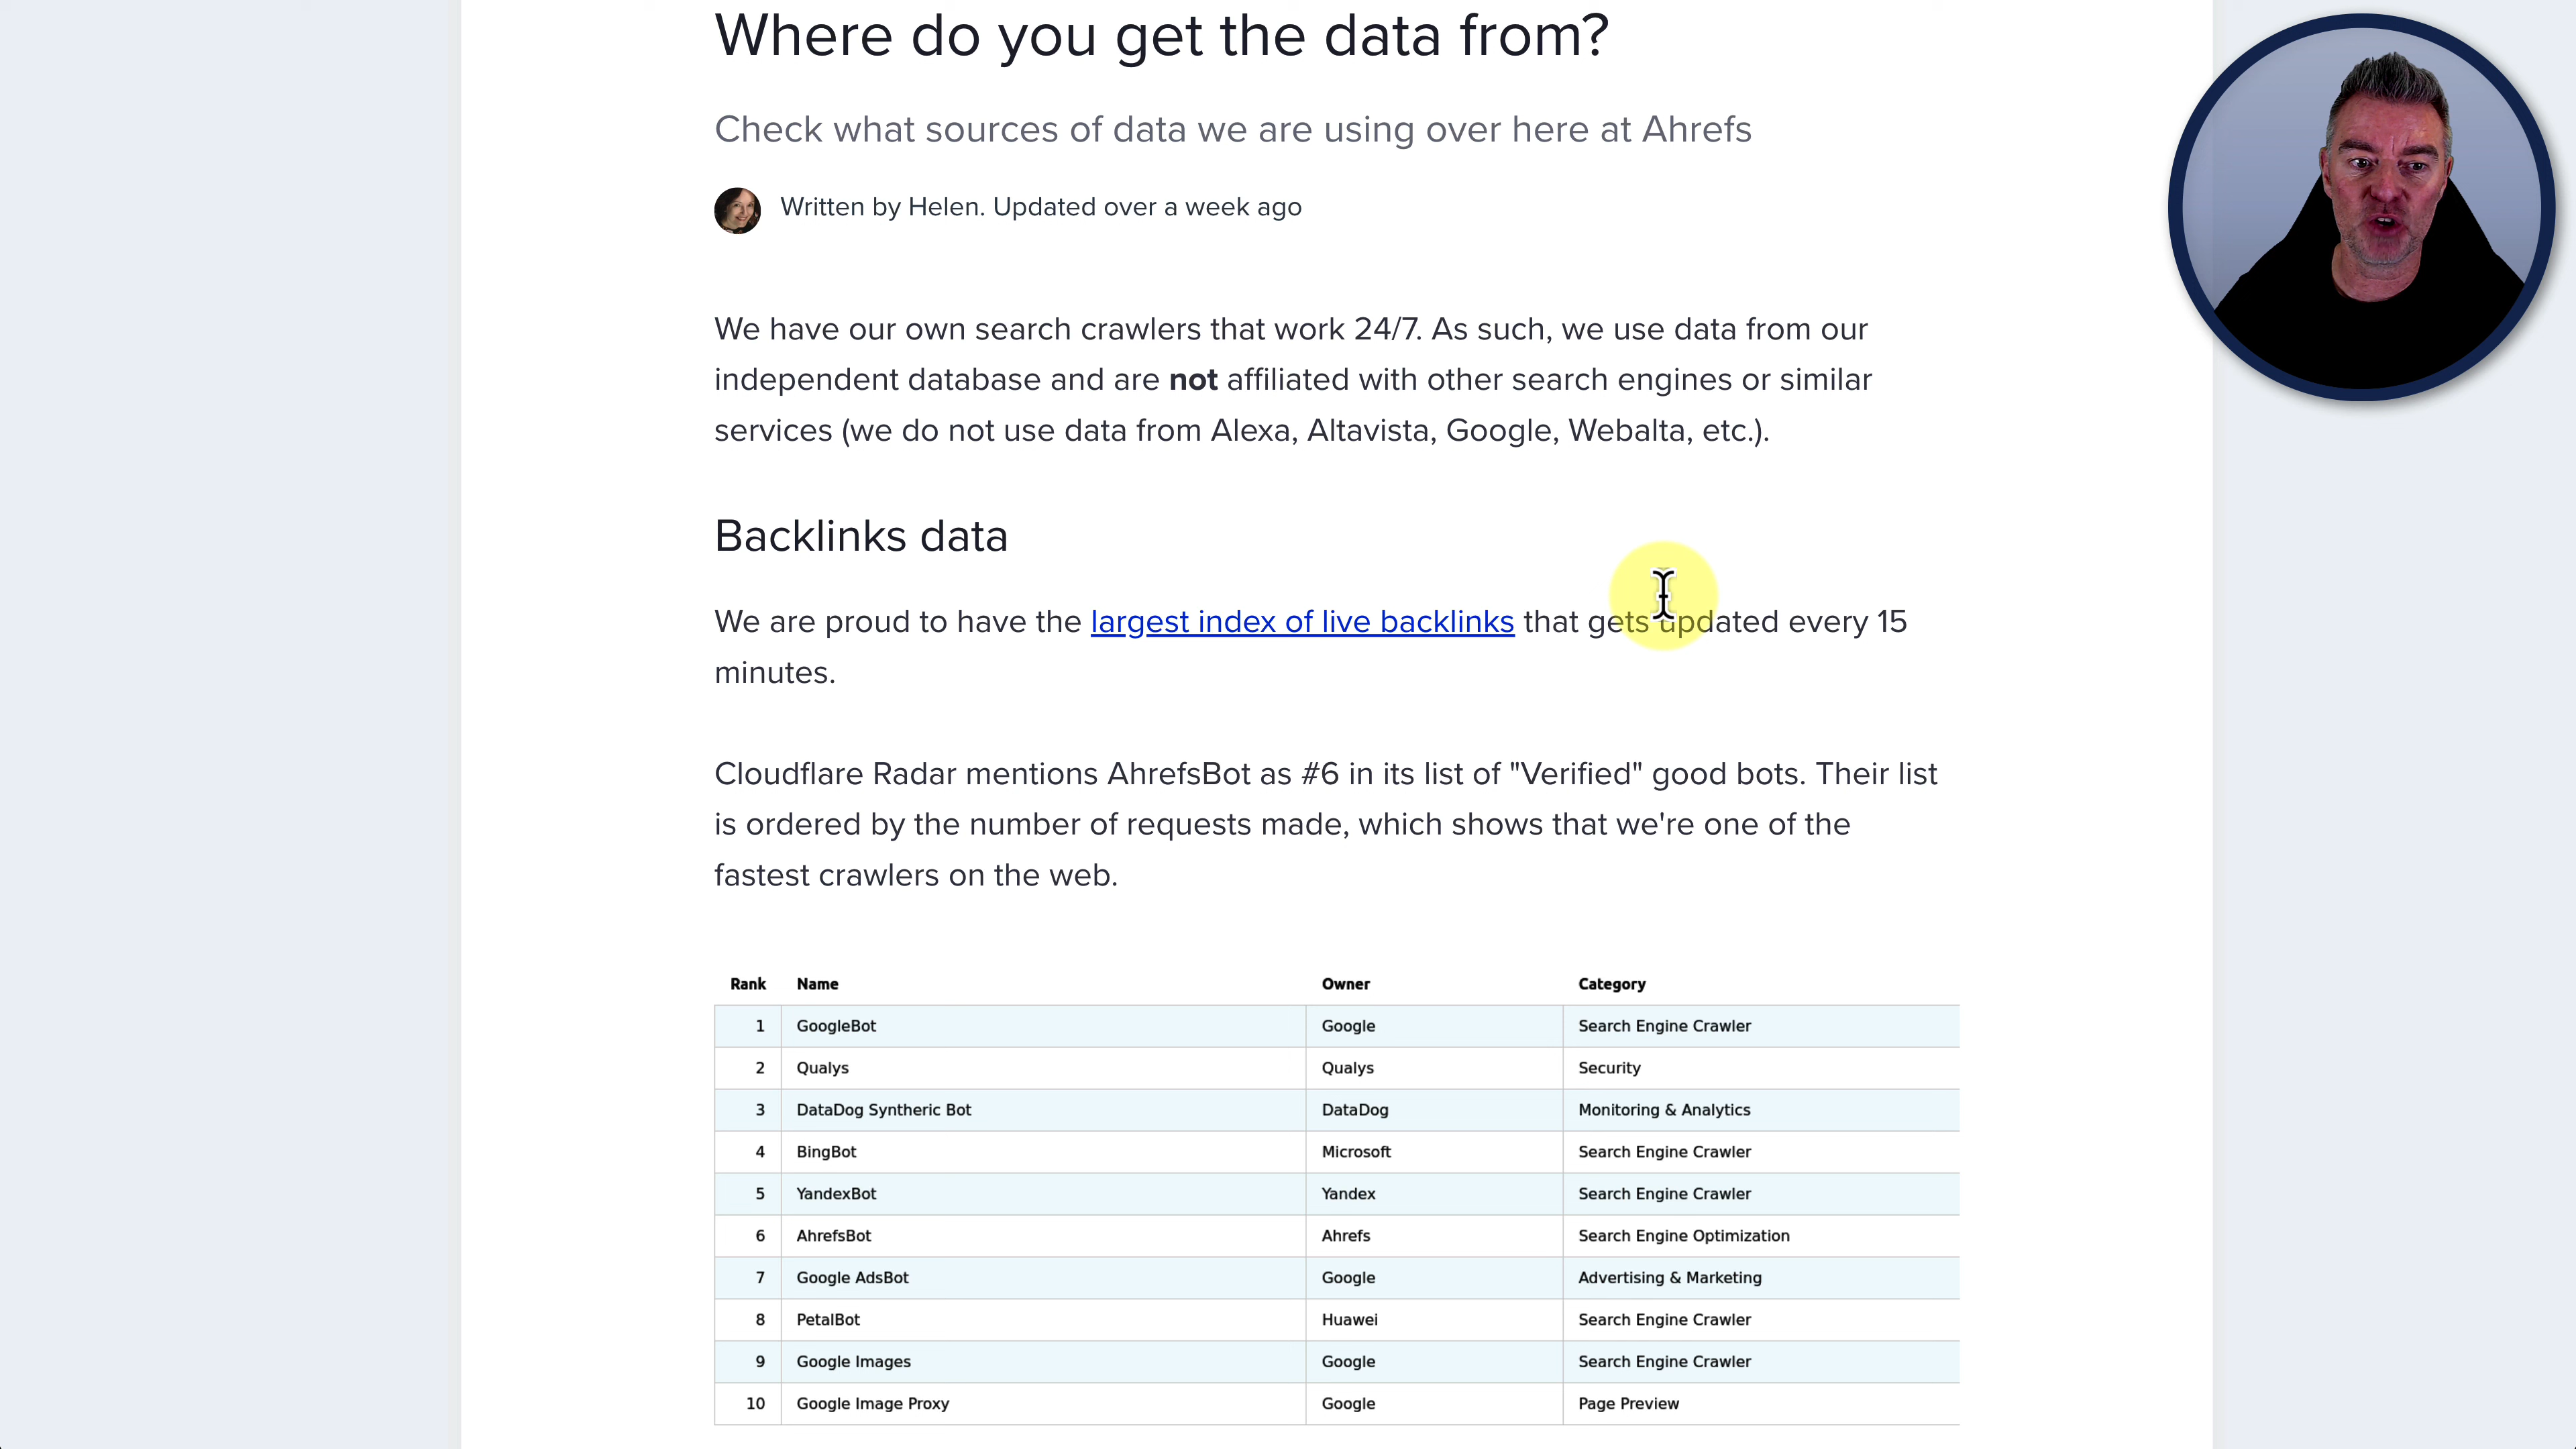 Where do you get the data from?
Check what sources of data we are using over here at Ahrefs
Written by Helen. Updated over a week ago
We have our own search crawlers that work 24/7. As such, we use data from our
independent database and are not affiliated with other search engines or similar
services (we do not use data from Alexa, Altavista, Google, Webalta, etc.).
Backlinks data
We are proud to have the largest index of live backlinks that gets updated every 15
minutes.
Cloudflare Radar mentions AhrefsBot as #6 in its list of "Verified" good bots. Their list
is ordered by the number of requests made, which shows that we're one of the
fastest crawlers on the web.
Rank Name Owner Category
1 GoogleBot Google Search Engine Crawler
2 Qualys Qualys Security
3 DataDog Syntheric Bot DataDog Monitoring & Analytics
4 BingBot Microsoft Search Engine Crawler
5 YandexBot Yandex Search Engine Crawler
6 AhrefsBot Ahrefs Search Engine Optimization
7 Google AdsBot Google Advertising & Marketing
8 PetalBot Huawei Search Engine Crawler
9 Google Images Google Search Engine Crawler
10 Google Image Proxy Google Page Preview